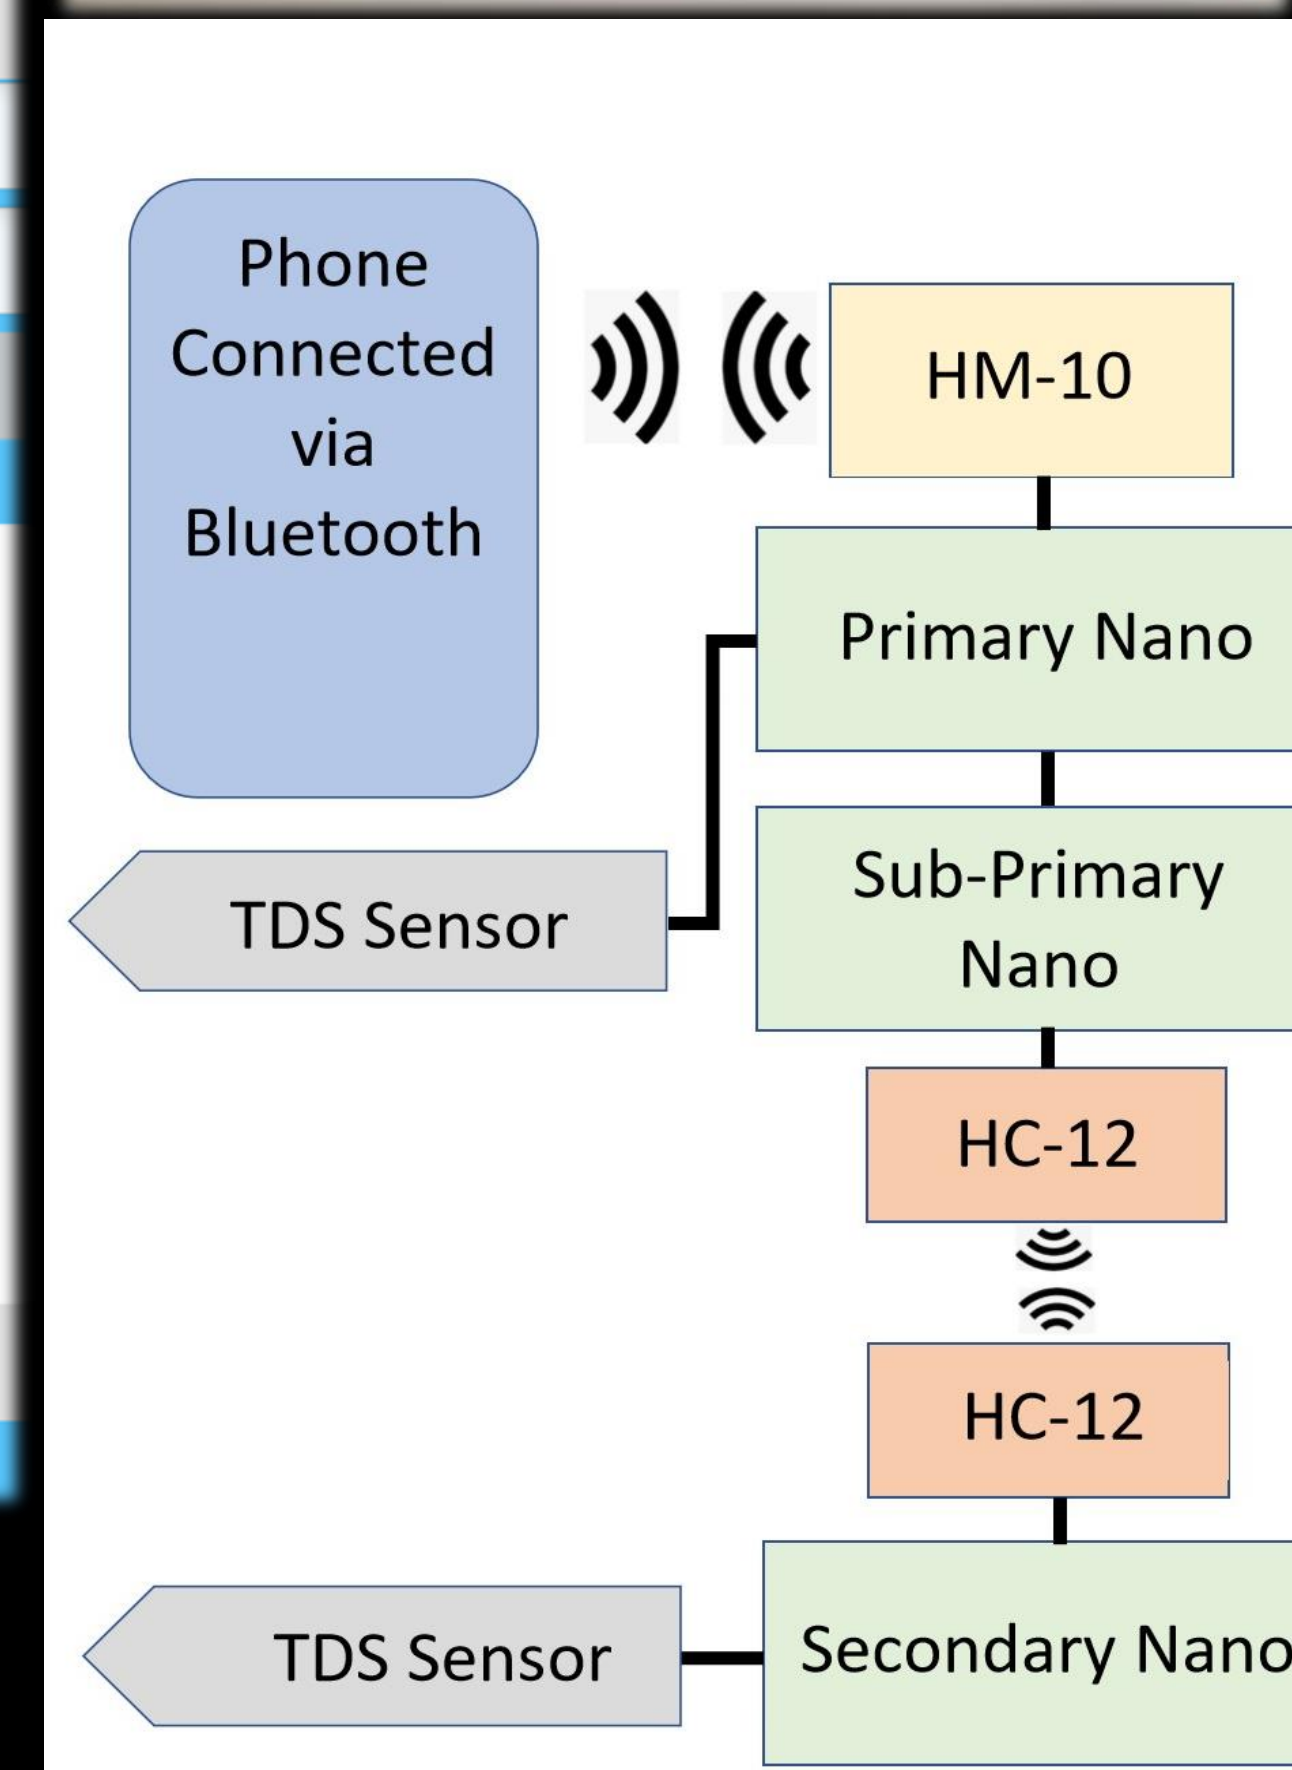 Phone
Connected
via
Bluetooth
HM-10
Primary Nano
TDS Sensor
Sub-Primary
Nano
HC-12
HC-12
TDS Sensor
Secondary Nano